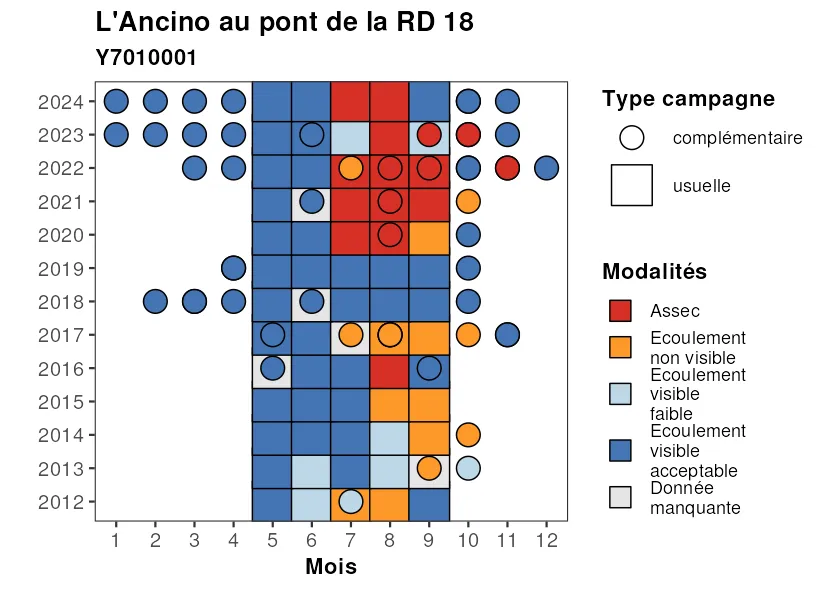 L'Ancino au pont de la RD 18
Y7010001
2024
2023
2022
2021
2020
2019
2018
2017
2016
2015
2014
2013
2012
1 2 3 4 5 6 7 8 9 10 11 12
Mois
Type campagne
complémentaire
usuelle
Modalités
Assec
Ecoulement
non visible
Ecoulement
visible
faible
Ecoulement
visible
acceptable
Donnée
manquante